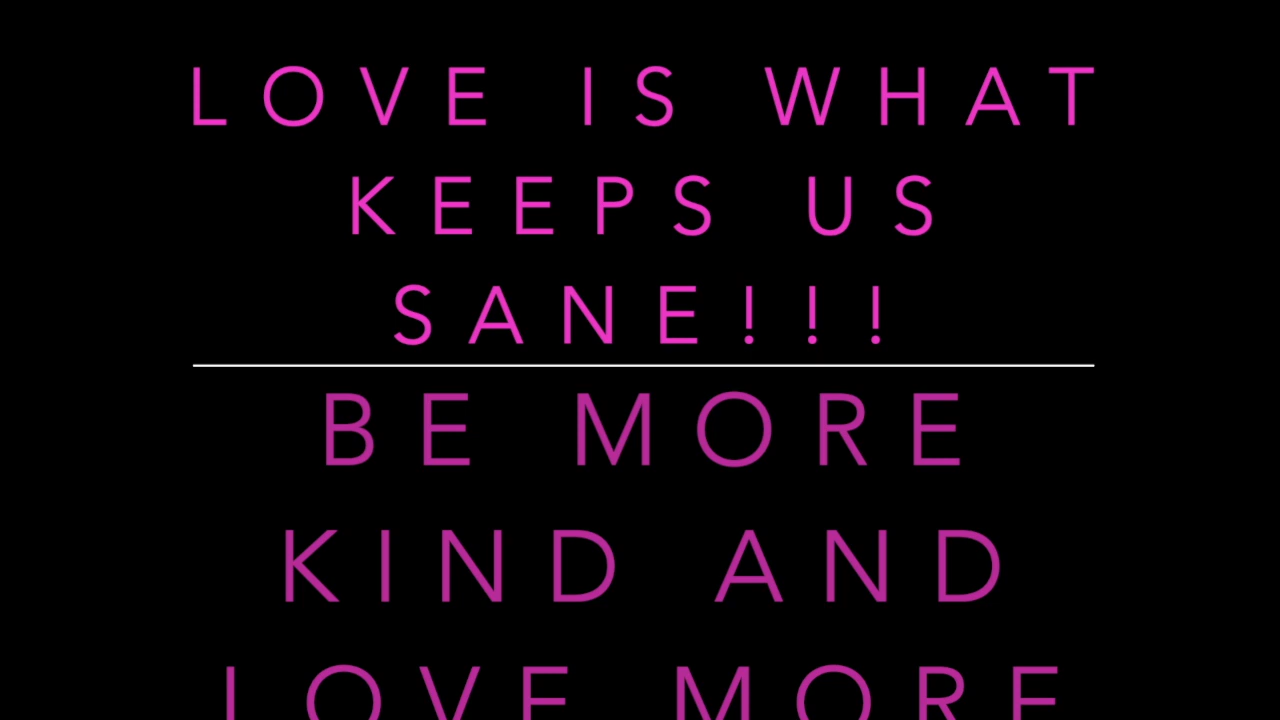 LOVE IS WHAT
KEEPS US
SANE!!!
BE MORE
KIND AND
LOVE MORE